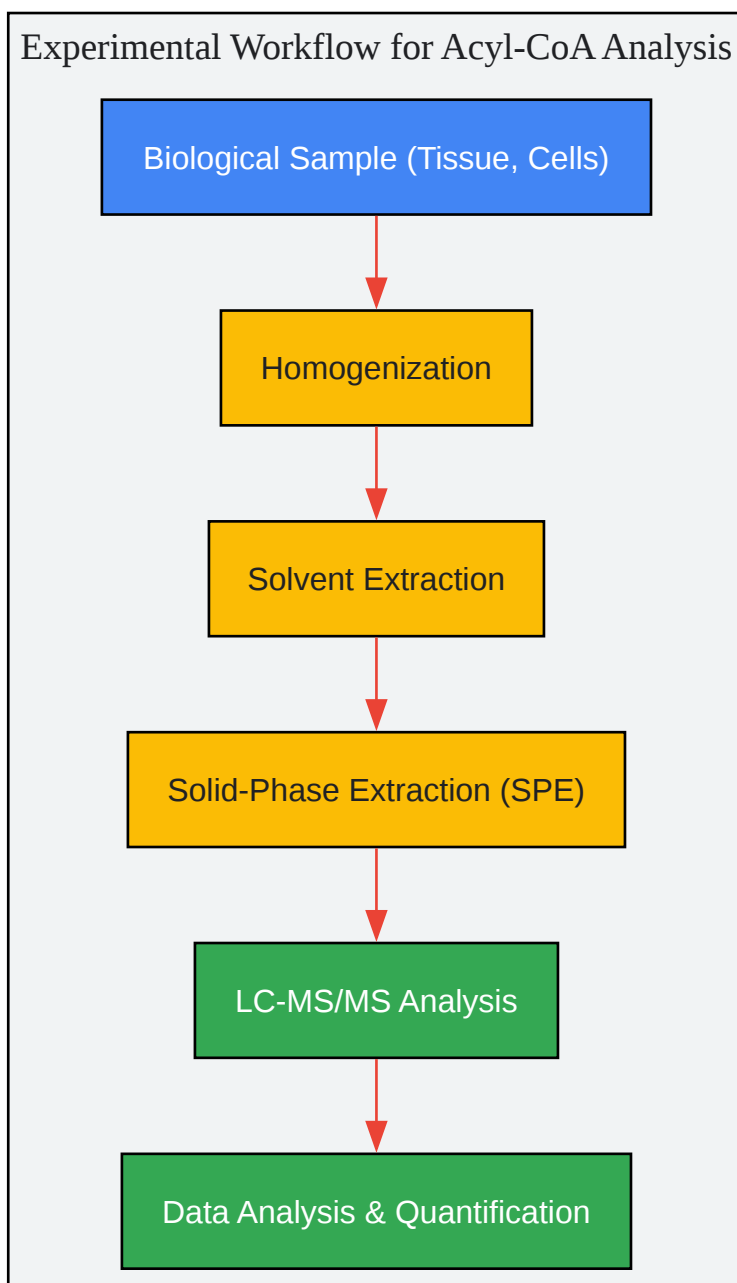 Experimental Workflow for Acyl-CoA Analysis
Biological Sample (Tissue, Cells)
Homogenization
Solvent Extraction
Solid-Phase Extraction (SPE)
LC-MS/MS Analysis
Data Analysis & Quantification